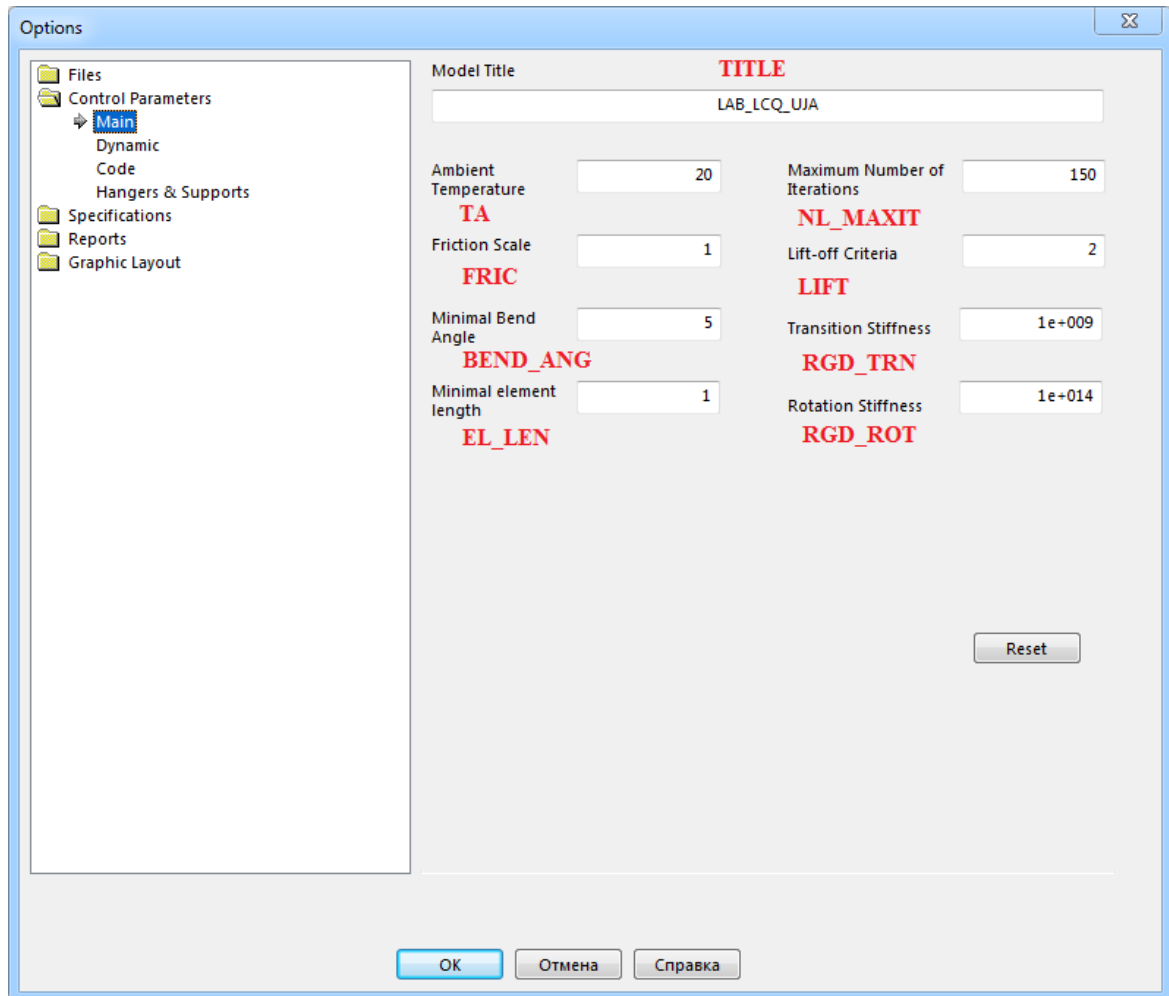 Options
Files
Control Parameters
Main
Dynamic
Code
Hangers & Supports
Specifications
Reports
Graphic Layout
Model Title
TITLE
LAB_LCQ_UJA
Ambient
Temperature
20
TA
Maximum Number of
Iterations
150
NL_MAXIT
Friction Scale
1
FRIC
Lift-off Criteria
2
LIFT
Minimal Bend
Angle
5
BEND_ANG
Transition Stiffness
1e+009
RGD_TRN
Minimal element
length
1
EL_LEN
Rotation Stiffness
1e+014
RGD_ROT
Reset
OK
Отмена
Справка